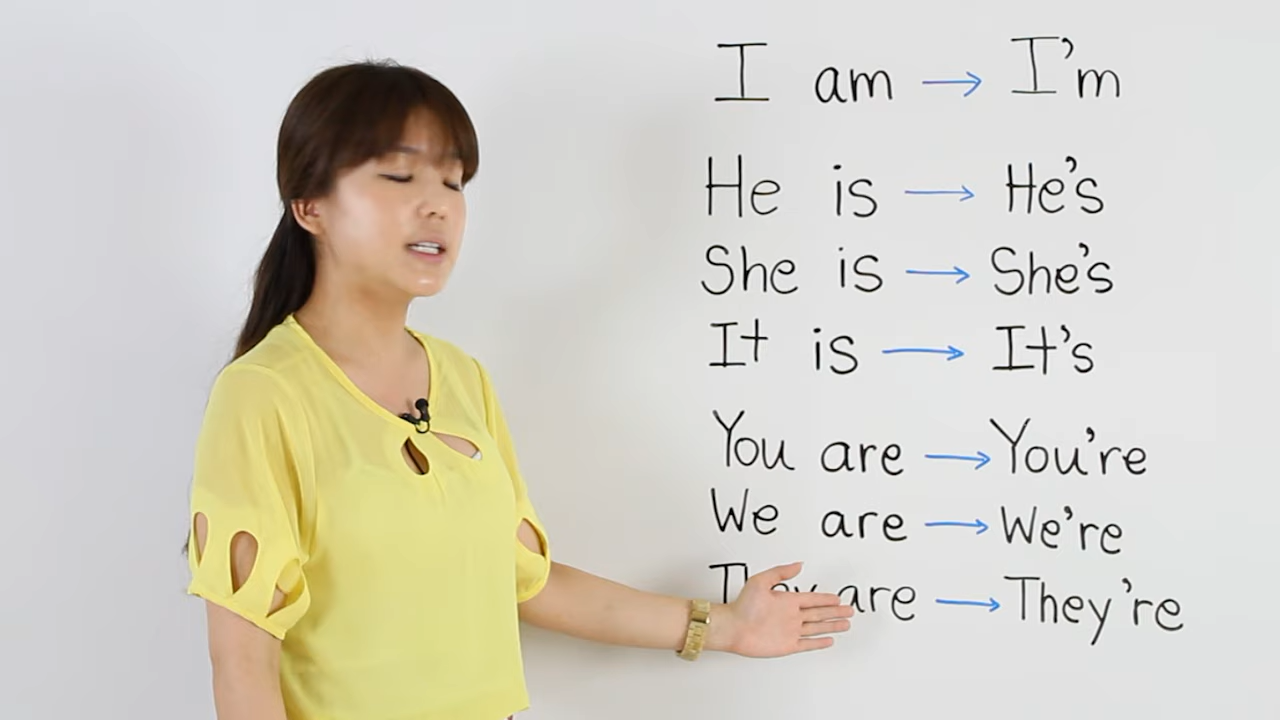 I am → I'm
He is → He's
She is → She's
It is → It's
You are → You're
We are → We're
They are → They're